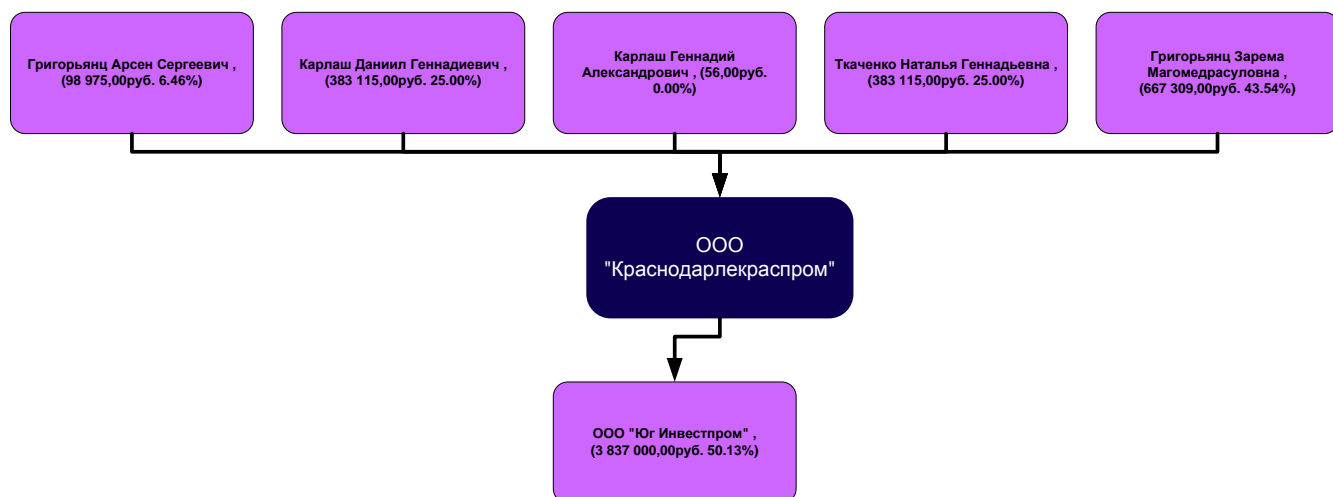 Григорьянц Арсен Сергеевич ,
(98 975,00руб. 6.46%)
Карлаш Даниил Геннадиевич ,
(383 115,00руб. 25.00%)
Карлаш Геннадий
Александрович , (56,00руб.
0.00%)
Ткаченко Наталья Геннадьевна ,
(383 115,00руб. 25.00%)
Григорьянц Зарема
Магомедрасуловна ,
(667 309,00руб. 43.54%)
ООО
"Краснодарлекраспром"
ООО "Юг Инвестпром" ,
(3 837 000,00руб. 50.13%)